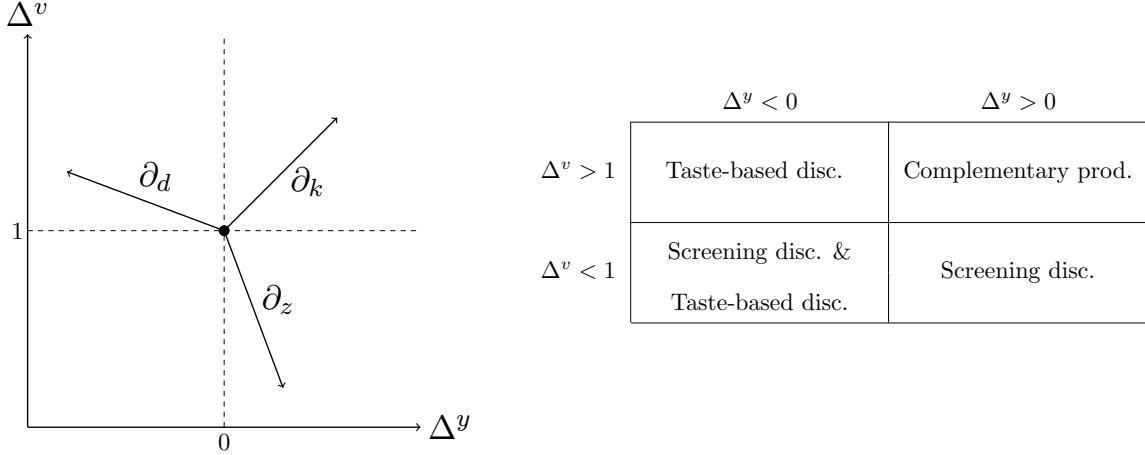 Δ^v
∂_d
∂_k
1
∂_z
0
Δ^y
Δ^y < 0
Δ^y > 0
Δ^v > 1
Taste-based disc.
Complementary prod.
Δ^v < 1
Screening disc. &
Taste-based disc.
Screening disc.